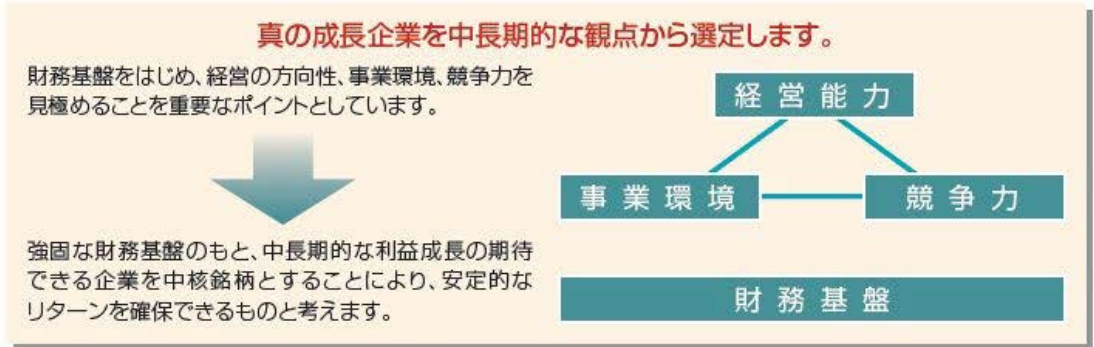 真の成長企業を中長期的な観点から選定します。
財務基盤をはじめ、経営の方向性、事業環境、競争力を
見極めることを重要なポイントとしています。
強固な財務基盤のもと、中長期的な利益成長の期待
できる企業を中核銘柄とすることにより、安定的な
リターンを確保できるものと考えます。
経営能力
事業環境
競争力
財務基盤